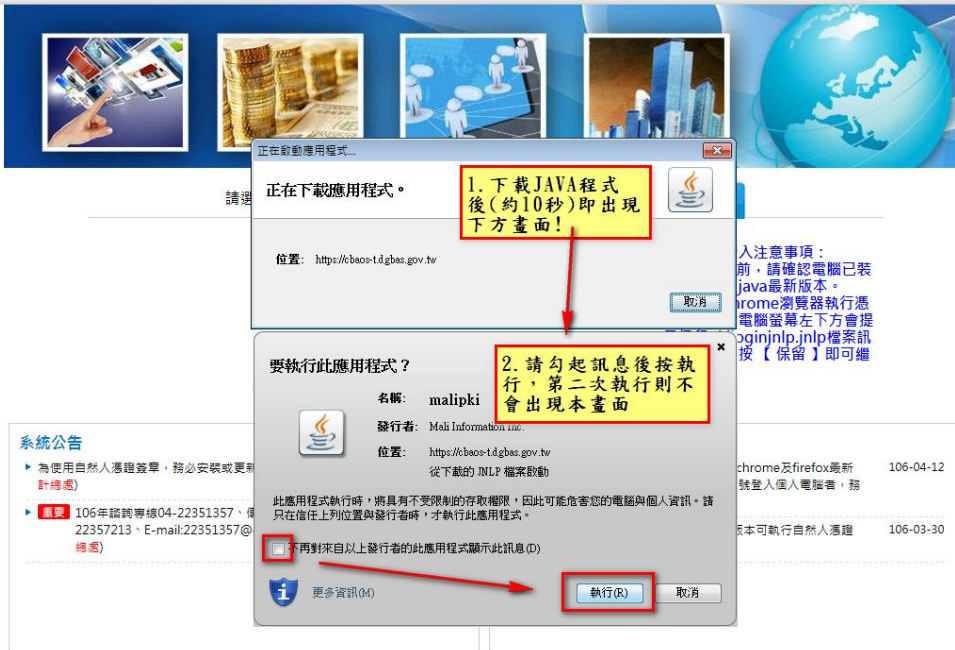 正在啟動應用程式...
正在下載應用程式。
1.下載JAVA程式
後(約10秒)即出現
下方畫面!
請選
位置: https://cbaos-t.dgbas.gov.tw
取消
入注意事項：
前，請確認電腦已裝
java最新版本。
rome瀏覽器執行憑
電腦螢幕左下方會提
oginjnlp.jnlp檔案訊
按【 保留 】即可繼
要執行此應用程式？
2.請勾起訊息後按執
行，第二次執行則不
會出現本畫面
名稱: malipki
發行者: Mali Information Inc.
位置: https://cbaos-t.dgbas.gov.tw
從下載的 JNLP 檔案啟動
此應用程式執行時，將具有不受限制的存取權限，因此可能危害您的電腦與個人資訊。請
只在信任上列位置與發行者時，才執行此應用程式。
不再對來自以上發行者的此應用程式顯示此訊息(D)
更多資訊(M)
執行(R)
取消
系統公告
為使用自然人憑證簽章，務必安裝或更新
計總處)
重要 106年諮詢專線04-22351357、傳
22357213、E-mail:22351357@
總處)
chrome及firefox最新
號登入個人電腦者，務
106-04-12
版本可執行自然人憑證
106-03-30